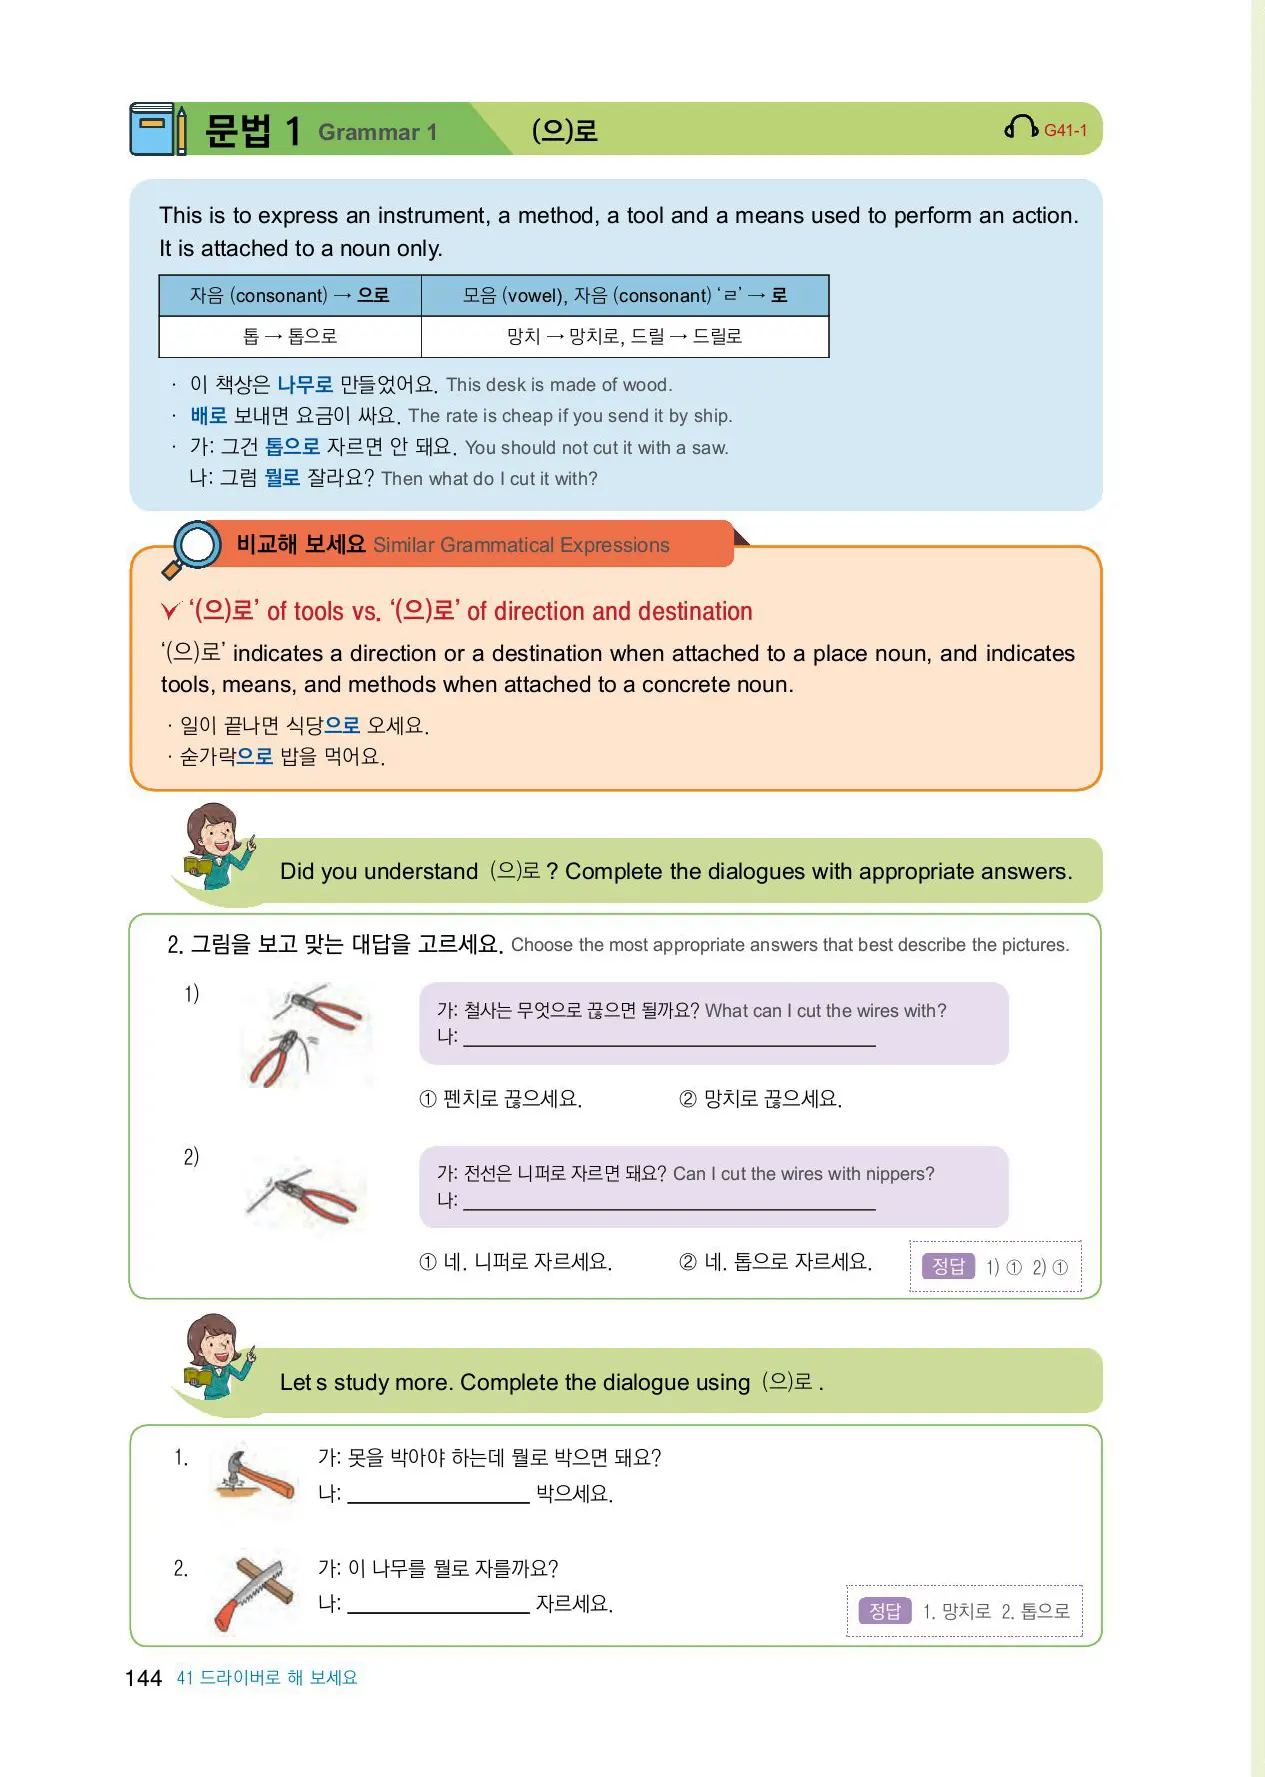 문법 1 Grammar 1 (으)로 G41-1
This is to express an instrument, a method, a tool and a means used to perform an action.
It is attached to a noun only.
자음 (consonant) → 으로 모음 (vowel), 자음 (consonant) ‘ㄹ’ → 로
톱 → 톱으로 망치 → 망치로, 드릴 → 드릴로
· 이 책상은 나무로 만들었어요. This desk is made of wood.
· 배로 보내면 요금이 싸요. The rate is cheap if you send it by ship.
· 가: 그건 톱으로 자르면 안 돼요. You should not cut it with a saw.
나: 그럼 뭘로 잘라요? Then what do I cut it with?
비교해 보세요 Similar Grammatical Expressions
‘(으)로’ of tools vs. ‘(으)로’ of direction and destination
‘(으)로’ indicates a direction or a destination when attached to a place noun, and indicates
tools, means, and methods when attached to a concrete noun.
· 일이 끝나면 식당으로 오세요.
· 숟가락으로 밥을 먹어요.
Did you understand (으)로 ? Complete the dialogues with appropriate answers.
2. 그림을 보고 맞는 대답을 고르세요. Choose the most appropriate answers that best describe the pictures.
1)
가: 철사는 무엇으로 끊으면 될까요? What can I cut the wires with?
나:
① 펜치로 끊으세요. ② 망치로 끊으세요.
2)
가: 전선은 니퍼로 자르면 돼요? Can I cut the wires with nippers?
나:
① 네. 니퍼로 자르세요. ② 네. 톱으로 자르세요.
정답 1) ① 2) ①
Let s study more. Complete the dialogue using (으)로 .
1. 가: 못을 박아야 하는데 뭘로 박으면 돼요?
나: ________ 박으세요.
2. 가: 이 나무를 뭘로 자를까요?
나: ________ 자르세요.
정답 1. 망치로 2. 톱으로
144 41 드라이버로 해 보세요